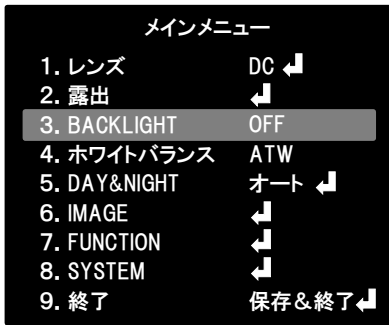 メインメニュー
1. レンズ DC ↲
2. 露出 ↲
3. BACKLIGHT OFF
4. ホワイトバランス ATW
5. DAY&NIGHT オート ↲
6. IMAGE ↲
7. FUNCTION ↲
8. SYSTEM ↲
9. 終了 保存&終了↲